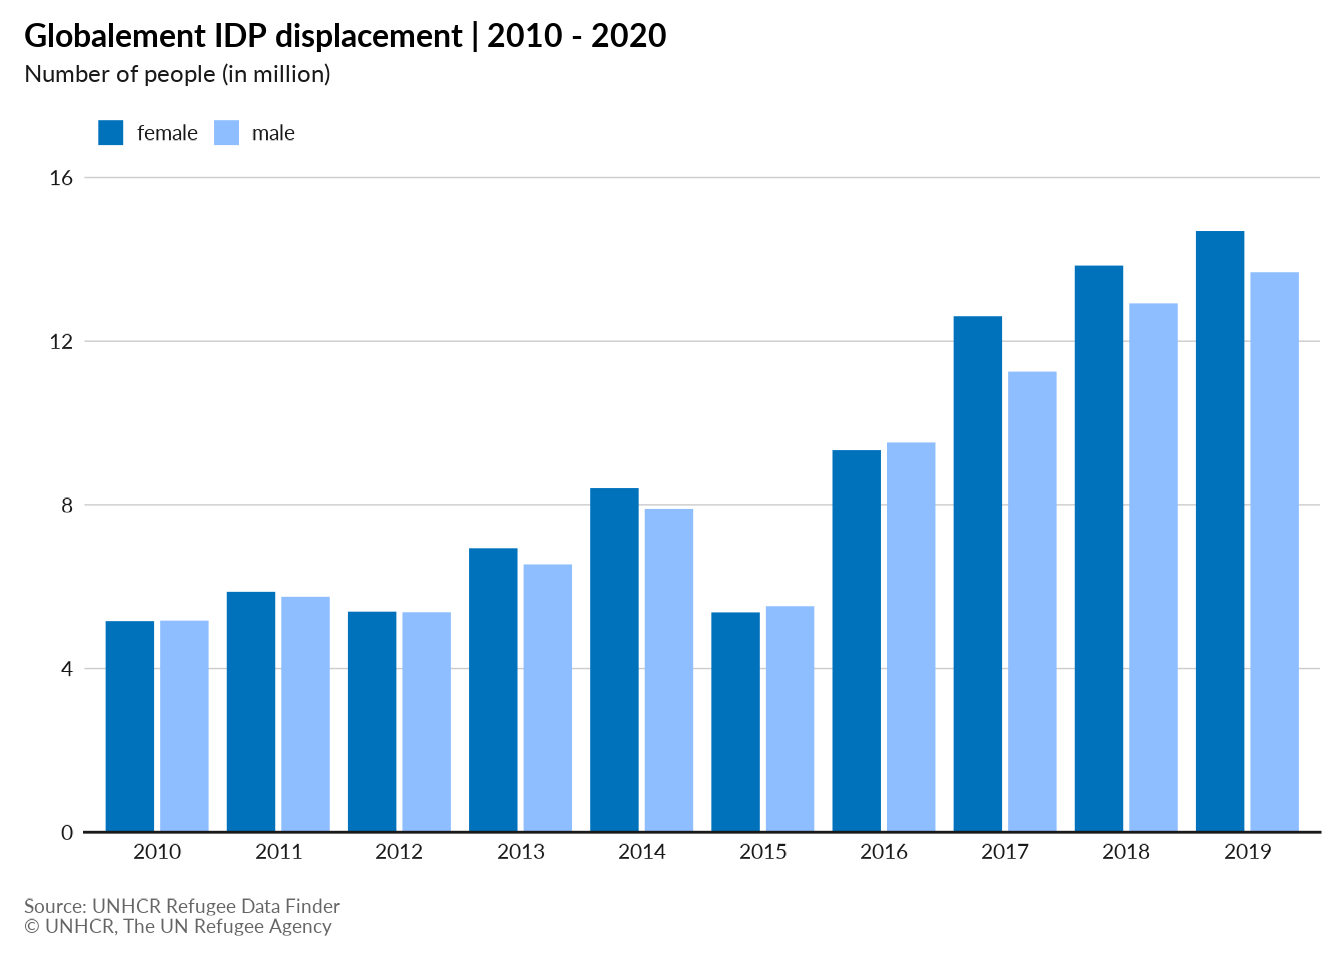 Globalement IDP displacement | 2010 - 2020
Number of people (in million)
female male
16
12
8
4
0
2010 2011 2012 2013 2014 2015 2016 2017 2018 2019
Source: UNHCR Refugee Data Finder
© UNHCR, The UN Refugee Agency